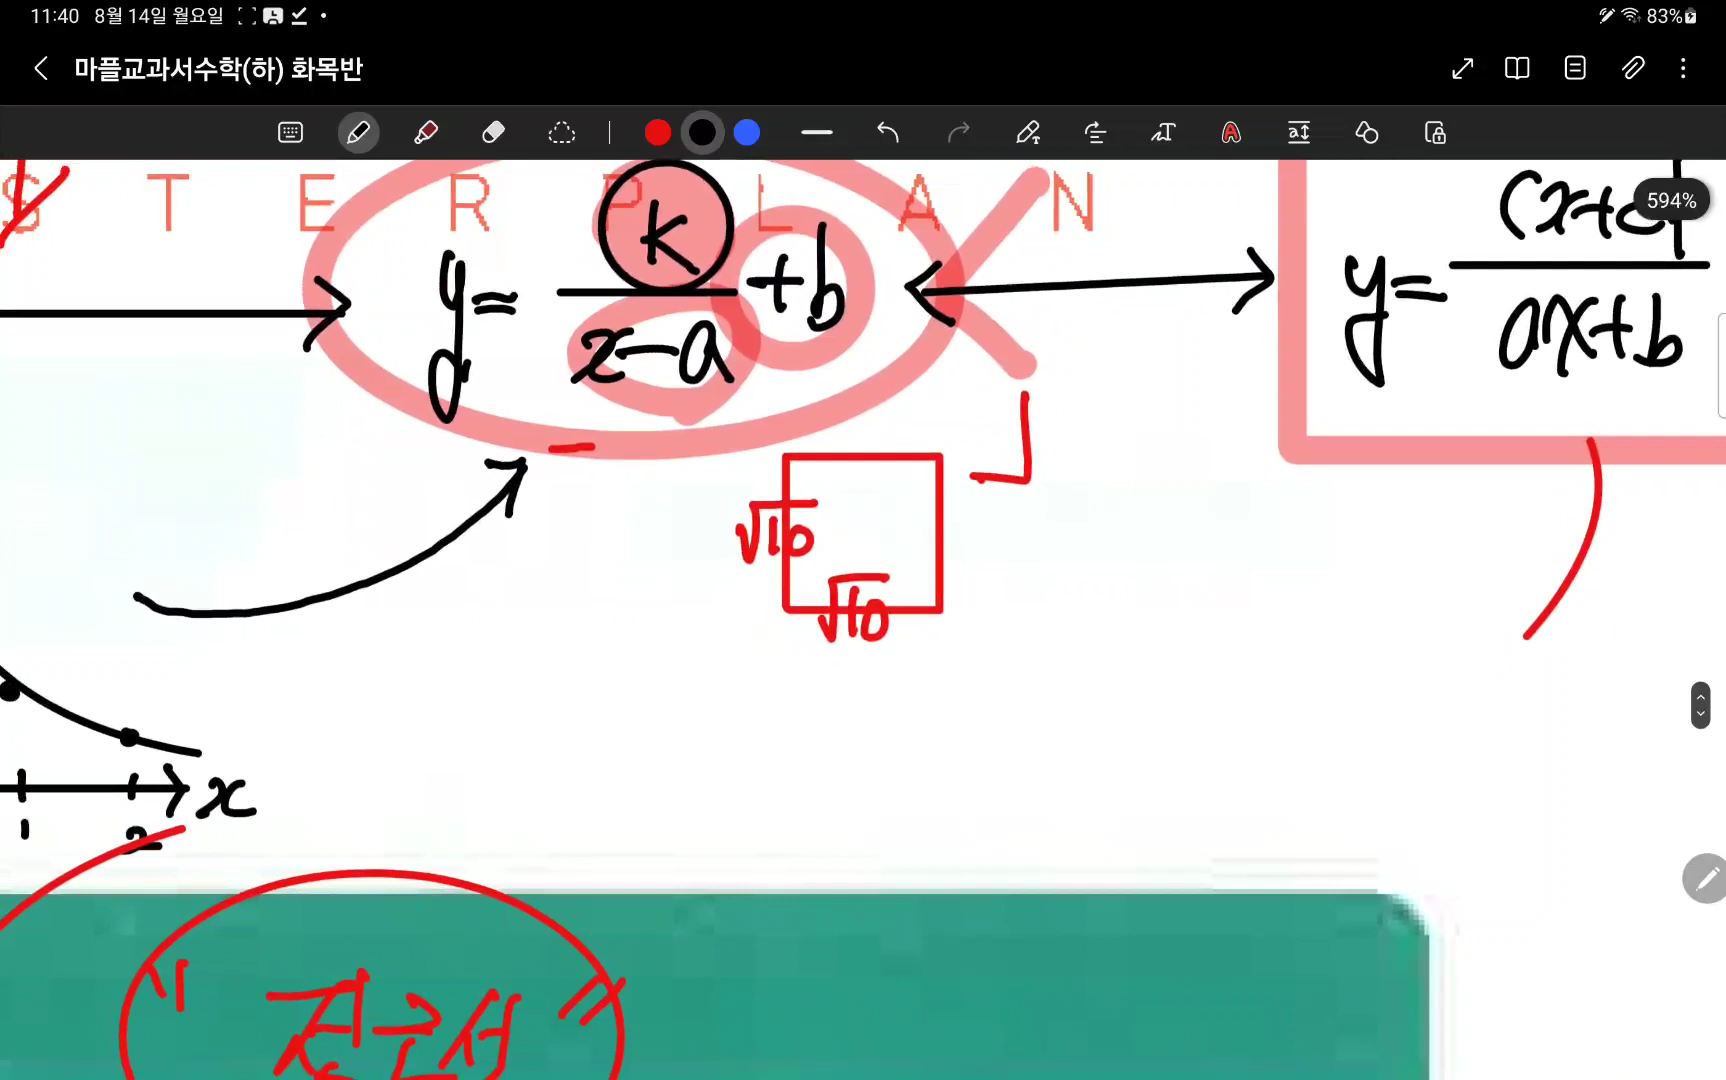 11:40 8월 14일 월요일
83%
마플교과서수학(하) 화목반
S T E R P L A N
594%
y = k / (x-a) + b
y = (cx+d) / (ax+b)
√10
√10
x
1 2
" 점근선 "